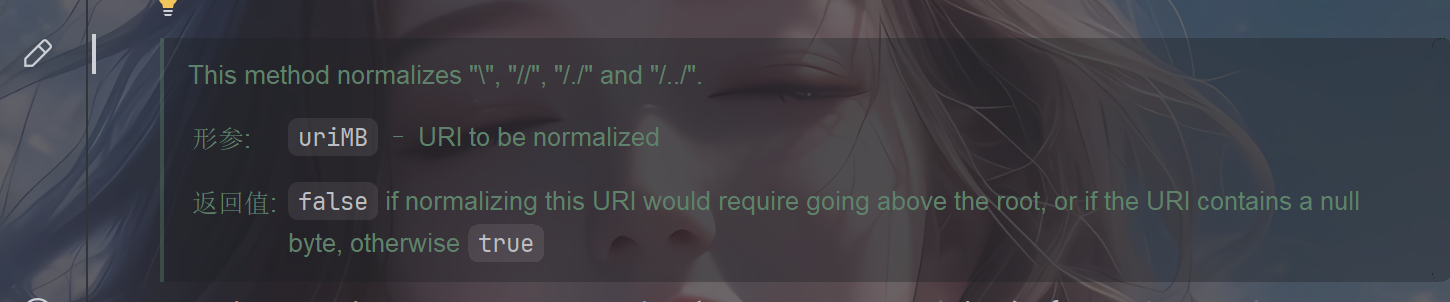 This method normalizes "\", "//", "/./" and "/../".
形参: uriMB – URI to be normalized
返回值: false if normalizing this URI would require going above the root, or if the URI contains a null
byte, otherwise true